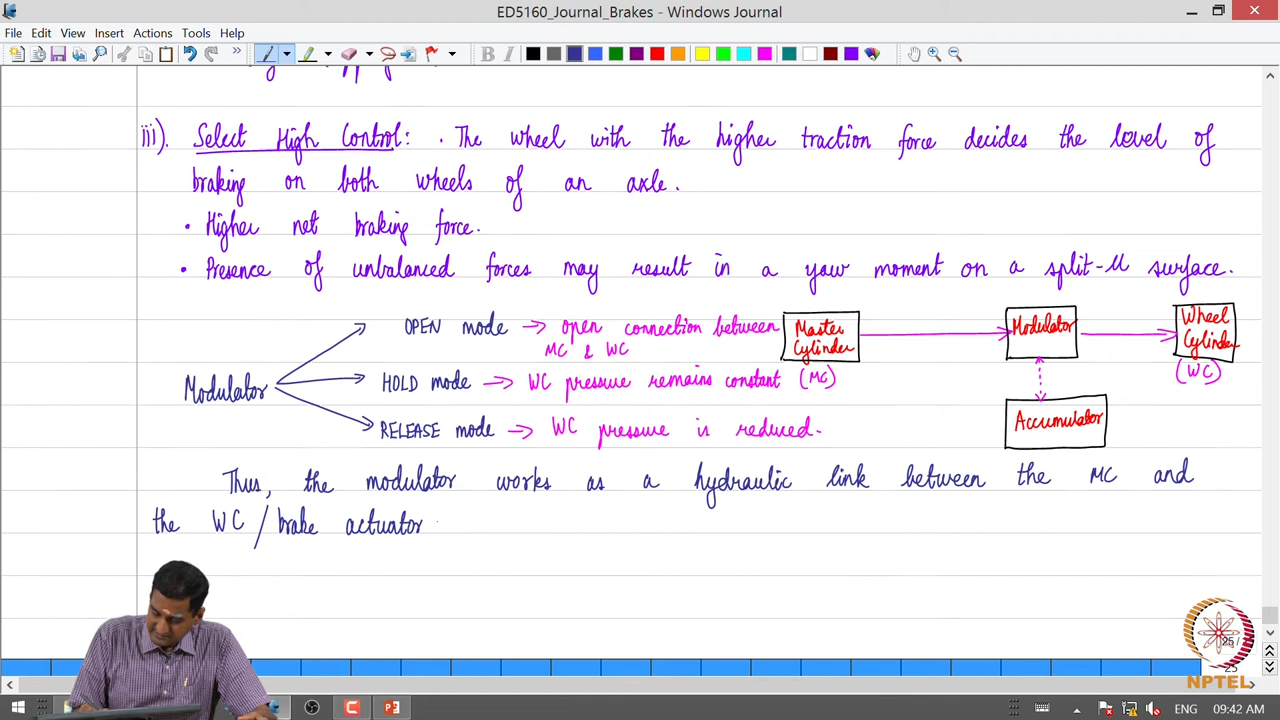 ED5160_Journal_Brakes - Windows Journal
File Edit View Insert Actions Tools Help
iii). Select High Control: · The wheel with the higher traction force decides the level of
braking on both wheels of an axle.
· Higher net braking force.
· Presence of unbalanced forces may result in a yaw moment on a split-μ surface.
Modulator
OPEN mode → open connection between
MC & WC
HOLD mode → WC pressure remains constant
RELEASE mode → WC pressure is reduced.
Master
Cylinder
(MC)
Modulator
Wheel
Cylinder
(WC)
Accumulator
Thus, the modulator works as a hydraulic link between the MC and
the WC / brake actuator
25 /
25
NPTEL
ENG 09:42 AM